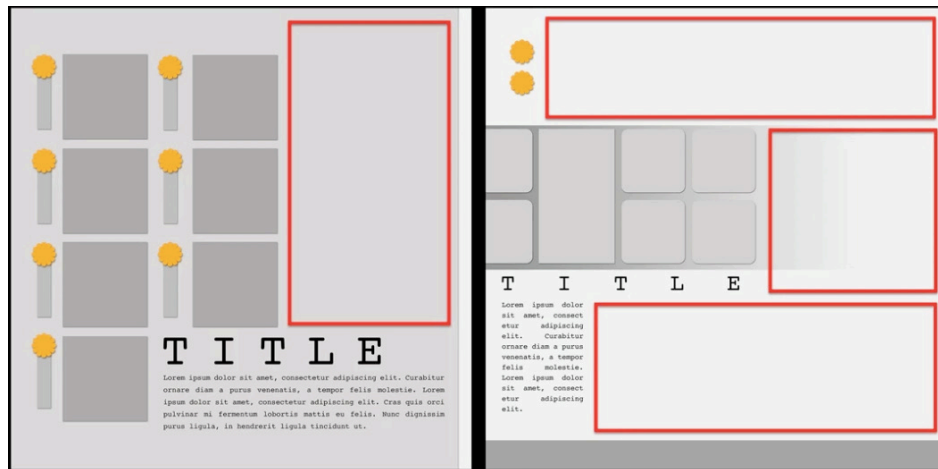 T I T L E
Lorem ipsum dolor sit amet, consectetur adipiscing elit. Curabitur
ornare diam a purus venenatis, a tempor felis molestie. Lorem
ipsum dolor sit amet, consectetur adipiscing elit. Cras quis orci
pulvinar mi fermentum lobortis mattis eu felis. Nunc dignissim
purus ligula, in hendrerit ligula tincidunt ut.
T I T L E
Lorem ipsum dolor
sit amet, consect
etur adipiscing
elit. Curabitur
ornare diam a purus
venenatis, a tempor
felis molestie.
Lorem ipsum dolor
sit amet, consect
etur adipiscing
elit.